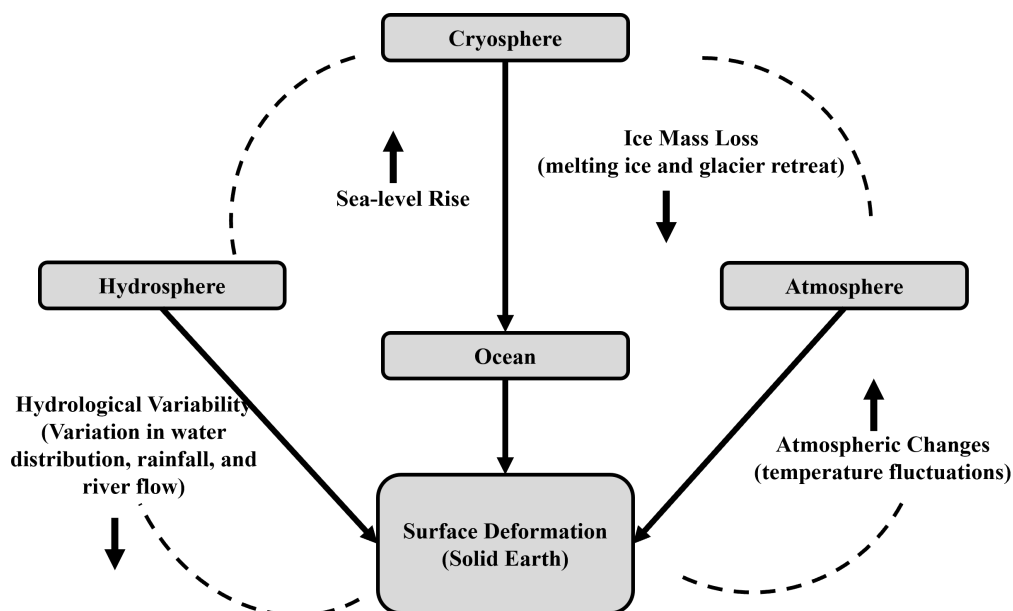 Cryosphere
Ice Mass Loss
(melting ice and glacier retreat)
Sea-level Rise
Hydrosphere
Atmosphere
Ocean
Hydrological Variability
(Variation in water
distribution, rainfall, and
river flow)
Atmospheric Changes
(temperature fluctuations)
Surface Deformation
(Solid Earth)